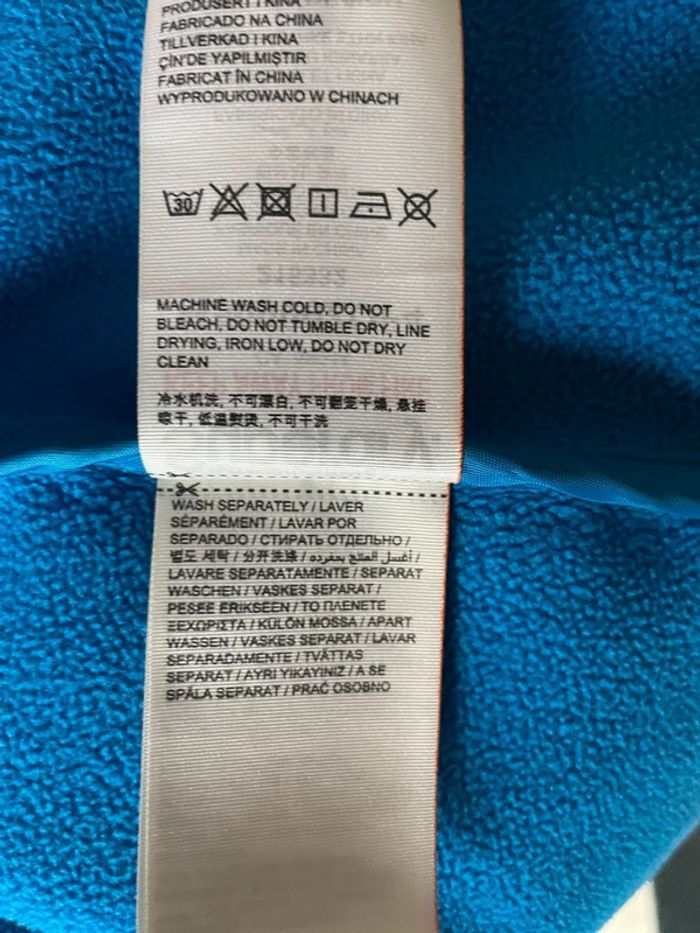 PRODUSERT I KINA
FABRICADO NA CHINA
TILLVERKAD I KINA
ÇİN'DE YAPILMIŞTIR
FABRICAT ÎN CHINA
WYPRODUKOWANO W CHINACH
30
MACHINE WASH COLD, DO NOT
BLEACH, DO NOT TUMBLE DRY, LINE
DRYING, IRON LOW, DO NOT DRY
CLEAN
冷水机洗, 不可漂白, 不可翻笼干燥, 悬挂
晾干, 低温熨烫, 不可干洗
WASH SEPARATELY / LAVER
SÉPARÉMENT / LAVAR POR
SEPARADO / СТИРАТЬ ОТДЕЛЬНО /
별도 세탁 / 分开洗涤 / أغسل المنتج بمفرده /
LAVARE SEPARATAMENTE / SEPARAT
WASCHEN / VASKES SEPARAT /
PESEE ERIKSEEN / ΤΟ ΠΛΕΝΕΤΕ
ΞΕΧΩΡΙΣΤΑ / KÜLÖN MOSSA / APART
WASSEN / VASKES SEPARAT / LAVAR
SEPARADAMENTE / TVÄTTAS
SEPARAT / AYRI YIKAYINIZ / A SE
SPĂLA SEPARAT / PRAĆ OSOBNO